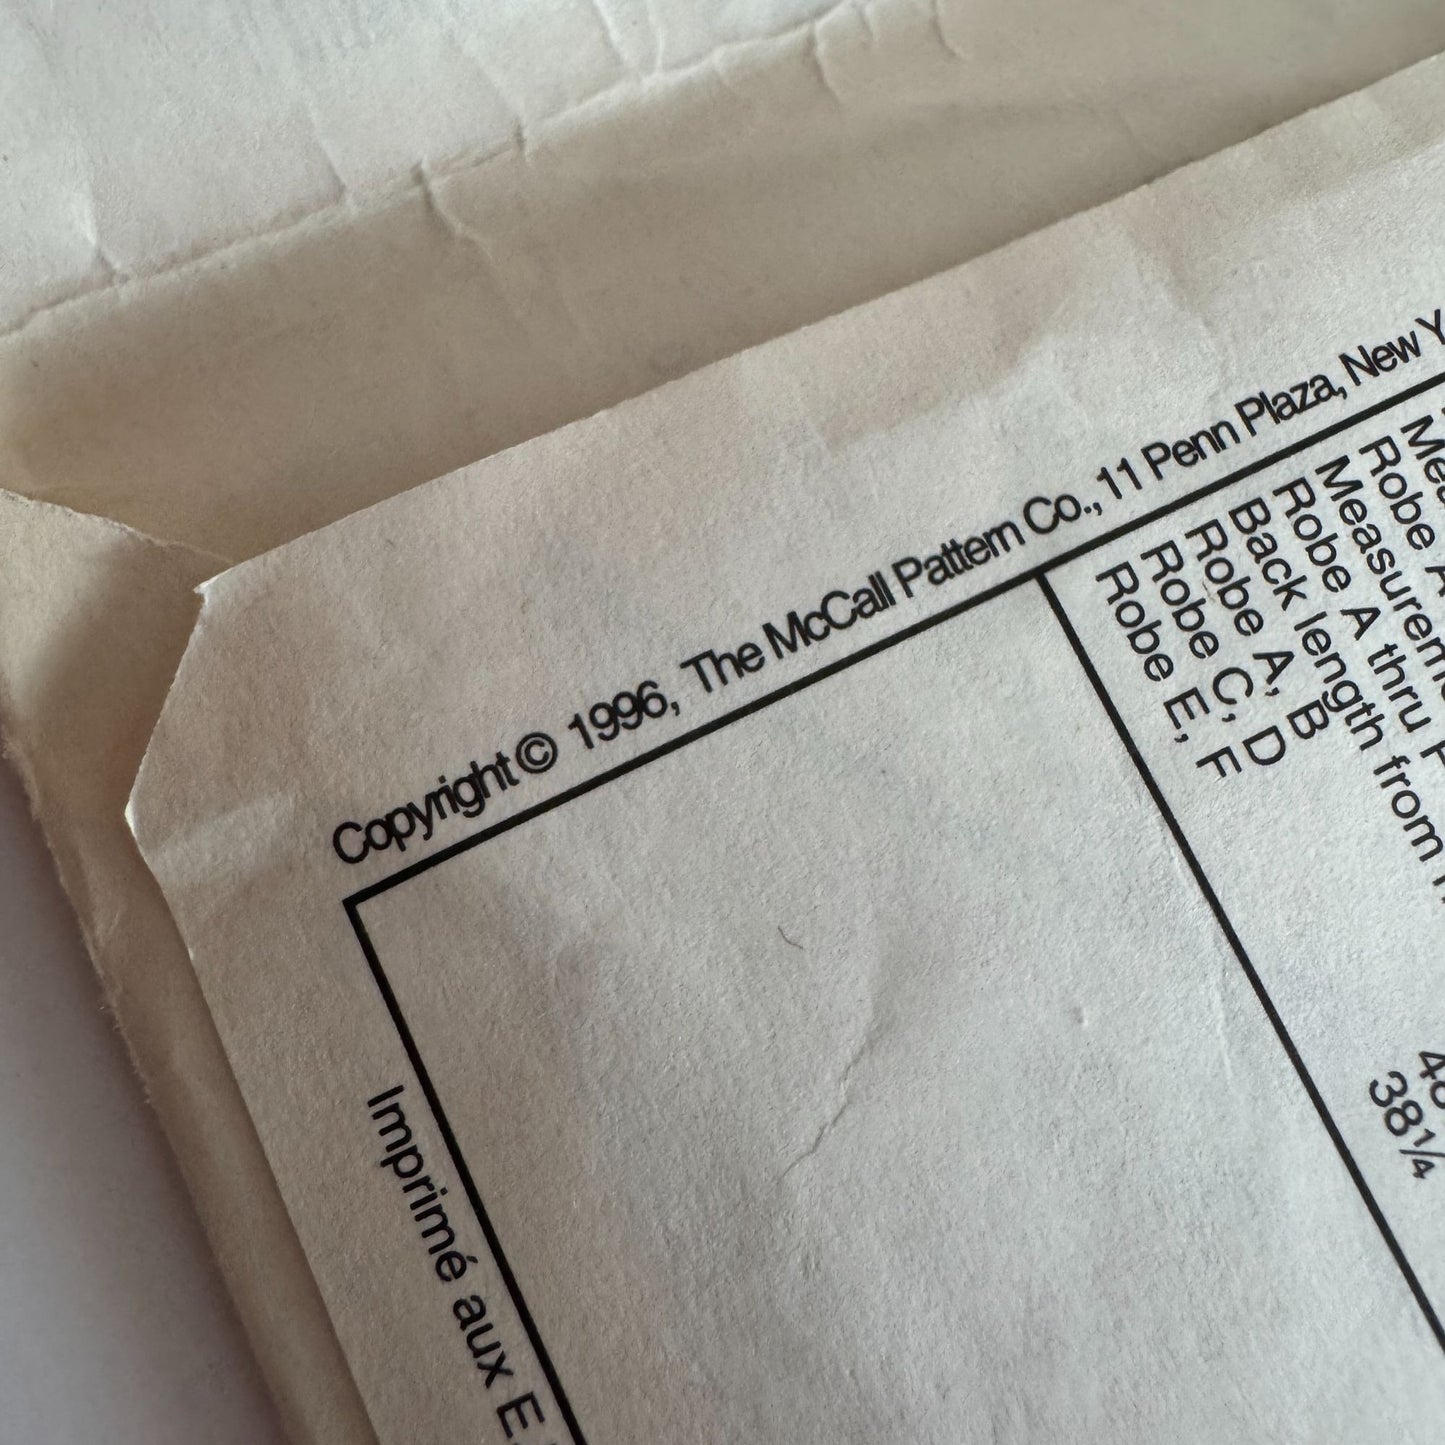 Copyright © 1996, The McCall Pattern Co., 11 Penn Plaza, New
Robe A
Robe A thru
Back length from
Robe A, B
Robe C, D
Robe E, F
38¼
Imprimé aux